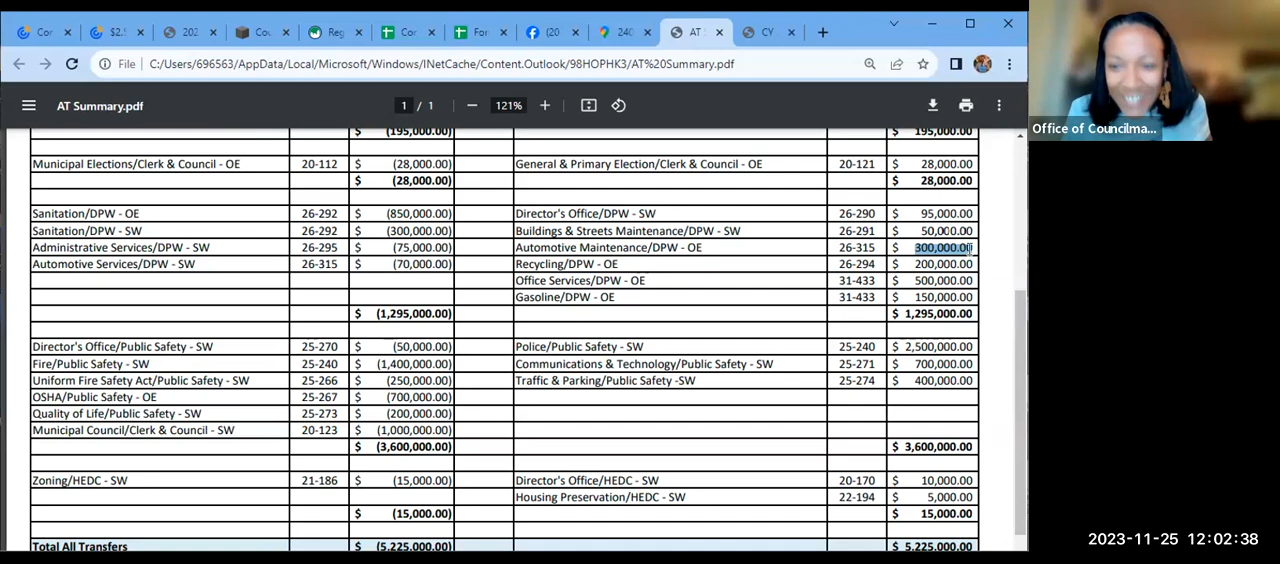 Cor $2. 202 Cou Reg Cor For (20 240 AT CY
File C:/Users/696563/AppData/Local/Microsoft/Windows/INetCache/Content.Outlook/98HOPHK3/AT%20Summary.pdf
AT Summary.pdf 1 / 1 121%
$ (195,000.00) $ 195,000.00
Municipal Elections/Clerk & Council - OE 20-112 $ (28,000.00) General & Primary Election/Clerk & Council - OE 20-121 $ 28,000.00
$ (28,000.00) $ 28,000.00
Sanitation/DPW - OE 26-292 $ (850,000.00) Director's Office/DPW - SW 26-290 $ 95,000.00
Sanitation/DPW - SW 26-292 $ (300,000.00) Buildings & Streets Maintenance/DPW - SW 26-291 $ 50,000.00
Administrative Services/DPW - SW 26-295 $ (75,000.00) Automotive Maintenance/DPW - OE 26-315 $ 300,000.00
Automotive Services/DPW - SW 26-315 $ (70,000.00) Recycling/DPW - OE 26-294 $ 200,000.00
Office Services/DPW - OE 31-433 $ 500,000.00
Gasoline/DPW - OE 31-433 $ 150,000.00
$ (1,295,000.00) $ 1,295,000.00
Director's Office/Public Safety - SW 25-270 $ (50,000.00) Police/Public Safety - SW 25-240 $ 2,500,000.00
Fire/Public Safety - SW 25-240 $ (1,400,000.00) Communications & Technology/Public Safety - SW 25-271 $ 700,000.00
Uniform Fire Safety Act/Public Safety - SW 25-266 $ (250,000.00) Traffic & Parking/Public Safety -SW 25-274 $ 400,000.00
OSHA/Public Safety - OE 25-267 $ (700,000.00)
Quality of Life/Public Safety - SW 25-273 $ (200,000.00)
Municipal Council/Clerk & Council - SW 20-123 $ (1,000,000.00)
$ (3,600,000.00) $ 3,600,000.00
Zoning/HEDC - SW 21-186 $ (15,000.00) Director's Office/HEDC - SW 20-170 $ 10,000.00
Housing Preservation/HEDC - SW 22-194 $ 5,000.00
$ (15,000.00) $ 15,000.00
Total All Transfers $ (5,225,000.00) $ 5,225,000.00
Office of Councilma...
2023-11-25 12:02:38